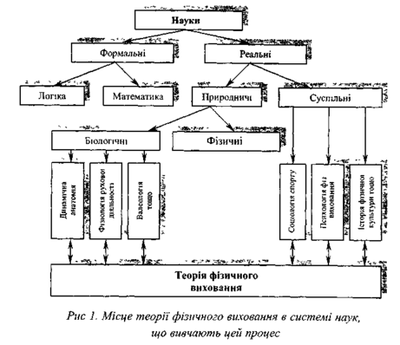 Науки
Формальні
Реальні
Логіка
Математика
Природничі
Суспільні
Біологічні
Фізичні
Динамічна
анатомія
Фізіологія рухової
діяльності
Валеологія
тощо
Соціологія спорту
Психологія фіз
виховання
Історія фізичної
культури тощо
Теорія фізичного
виховання
Рис 1. Місце теорії фізичного виховання в системі наук,
що вивчають цей процес